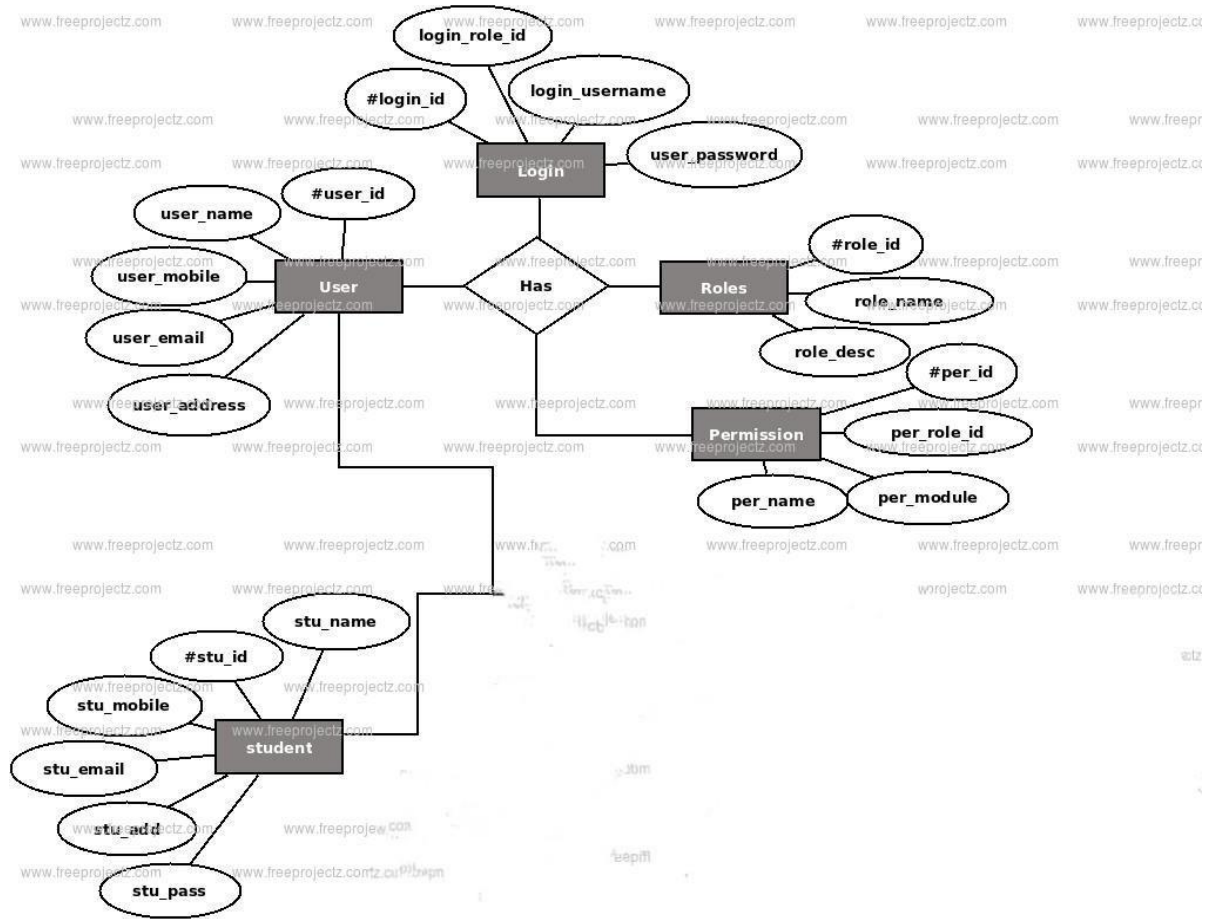 login_role_id
#login_id
login_username
user_password
Login
#user_id
user_name
user_mobile
User
user_email
user_address
Has
#role_id
Roles
role_name
role_desc
#per_id
Permission
per_role_id
per_name
per_module
stu_name
#stu_id
stu_mobile
student
stu_email
stu_add
stu_pass
www.freeprojectz.com